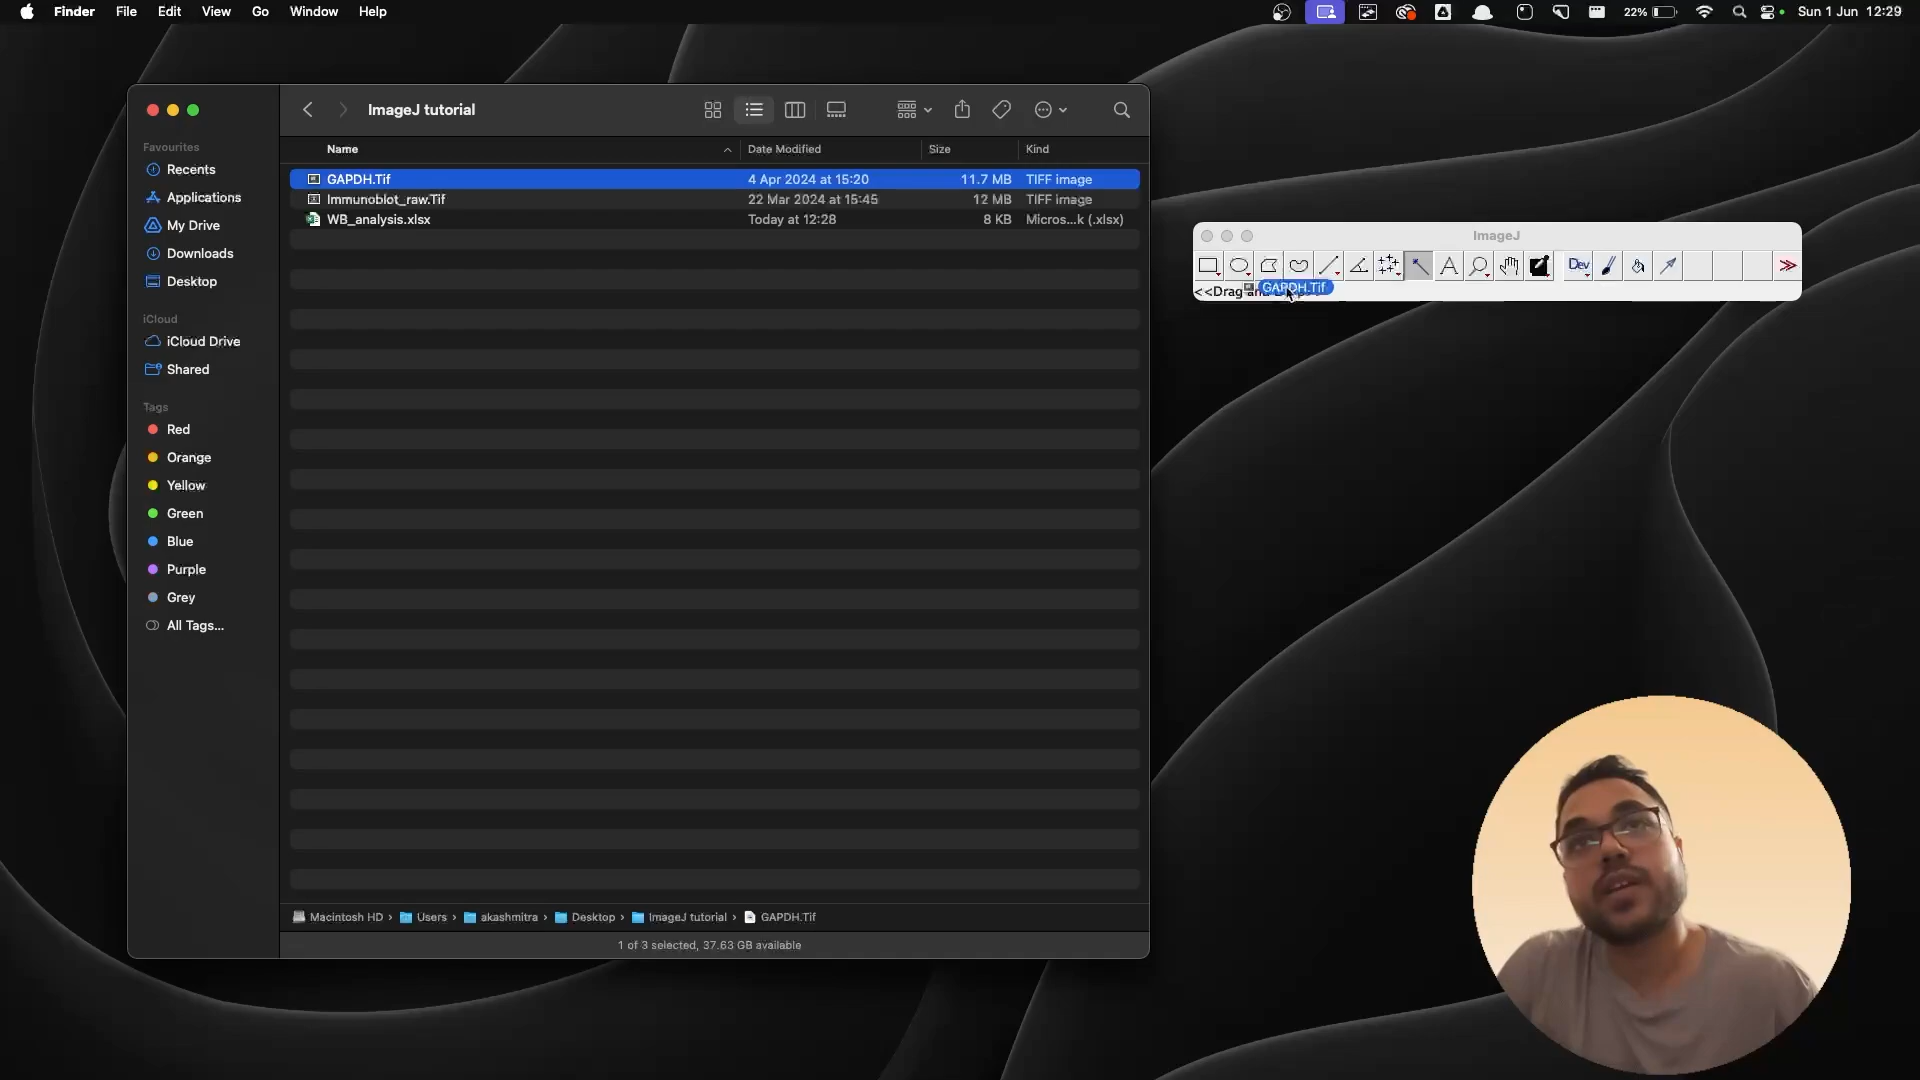 Finder File Edit View Go Window Help 22% Sun 1 Jun 12:29
ImageJ tutorial
Favourites
Recents
Applications
My Drive
Downloads
Desktop
iCloud
iCloud Drive
Shared
Tags
Red
Orange
Yellow
Green
Blue
Purple
Grey
All Tags...
Name Date Modified Size Kind
GAPDH.Tif 4 Apr 2024 at 15:20 11.7 MB TIFF image
Immunoblot_raw.Tif 22 Mar 2024 at 15:45 12 MB TIFF image
WB_analysis.xlsx Today at 12:28 8 KB Micros...k (.xlsx)
Macintosh HD › Users › akashmitra › Desktop › ImageJ tutorial › GAPDH.Tif
1 of 3 selected, 37.63 GB available
ImageJ
A Dev
<<Drag
GAPDH.Tif